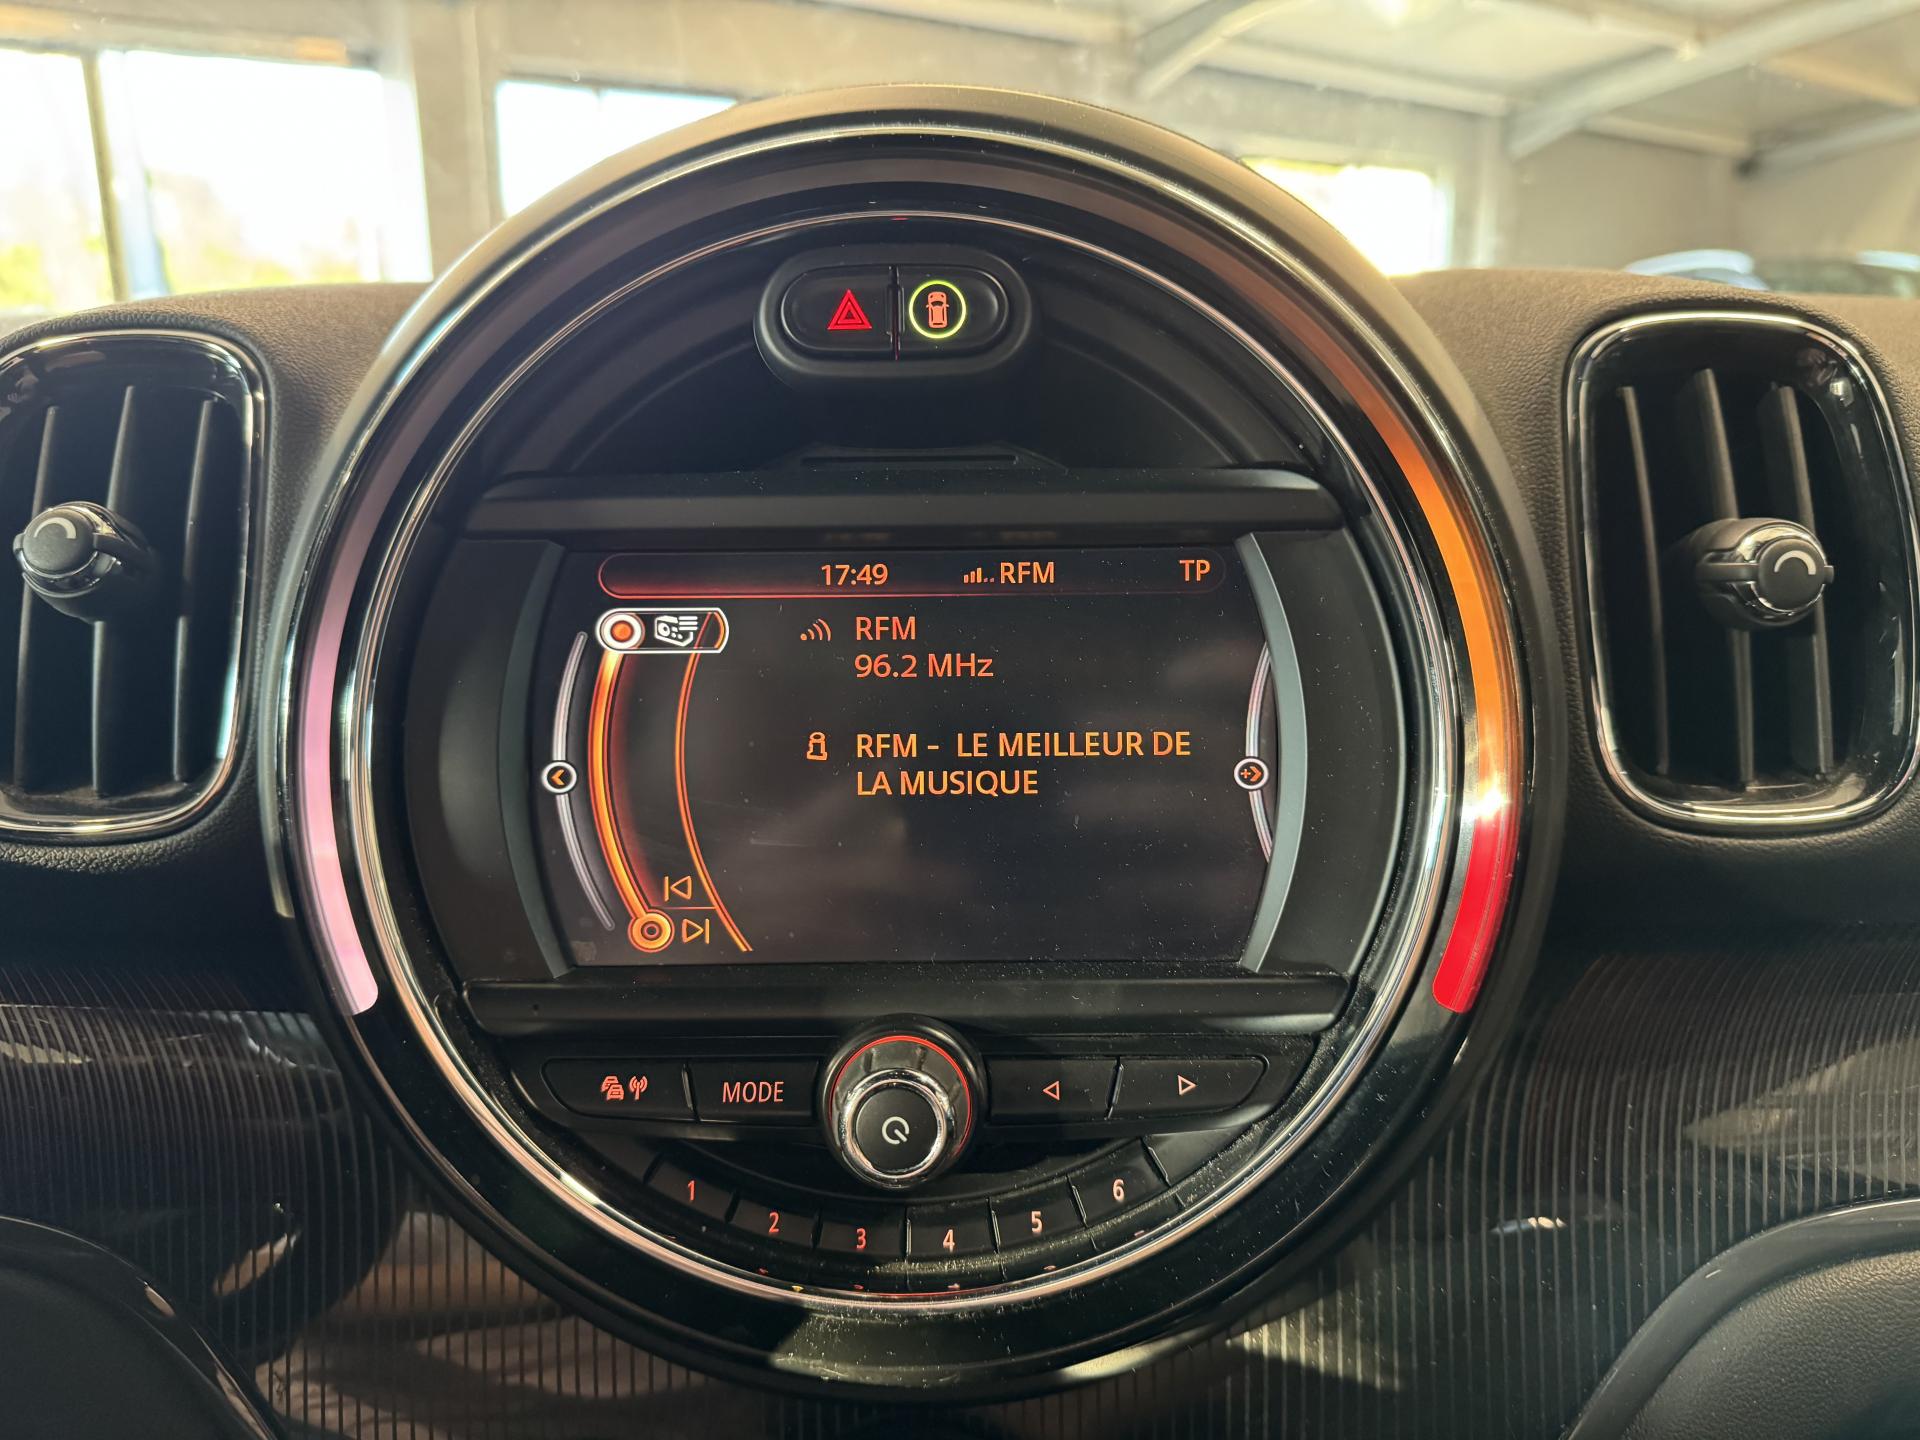 17:49 RFM TP
RFM
96.2 MHz
RFM - LE MEILLEUR DE
LA MUSIQUE
MODE
1 2 3 4 5 6